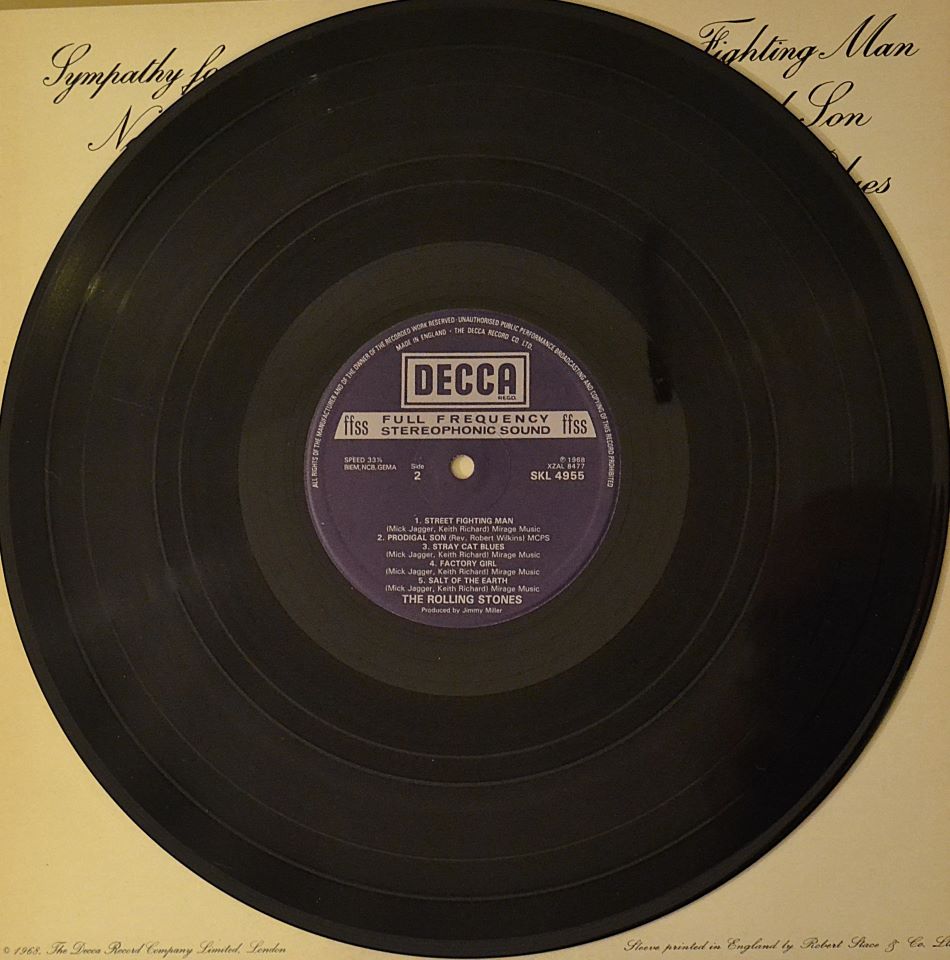 Sympathy fo
Fighting Man
Son
ues
ALL RIGHTS OF THE MANUFACTURER AND OF THE OWNER OF THE RECORDED WORK RESERVED · UNAUTHORISED PUBLIC PERFORMANCE BROADCASTING AND COPYING OF THIS RECORD PROHIBITED
MADE IN ENGLAND · THE DECCA RECORD CO. LTD.
DECCA
REGD.
ffss FULL FREQUENCY STEREOPHONIC SOUND ffss
SPEED 33⅓ ℗ 1968
BIEM, NCB, GEMA Side XZAL 8477
2 SKL 4955
1. STREET FIGHTING MAN
(Mick Jagger, Keith Richard) Mirage Music
2. PRODIGAL SON (Rev. Robert Wilkins) MCPS
3. STRAY CAT BLUES
(Mick Jagger, Keith Richard) Mirage Music
4. FACTORY GIRL
(Mick Jagger, Keith Richard) Mirage Music
5. SALT OF THE EARTH
(Mick Jagger, Keith Richard) Mirage Music
THE ROLLING STONES
Produced by Jimmy Miller
© 1968, The Decca Record Company Limited, London
Sleeve printed in England by Robert Stace & Co. Lt